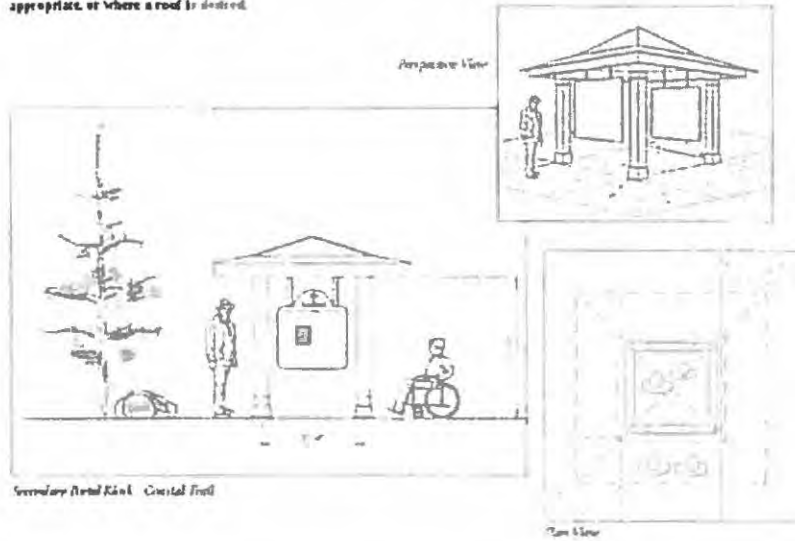 appropriate, or where a roof is desired.
Perspective View
Secondary Portal Kiosk - Coastal Trail
Plan View